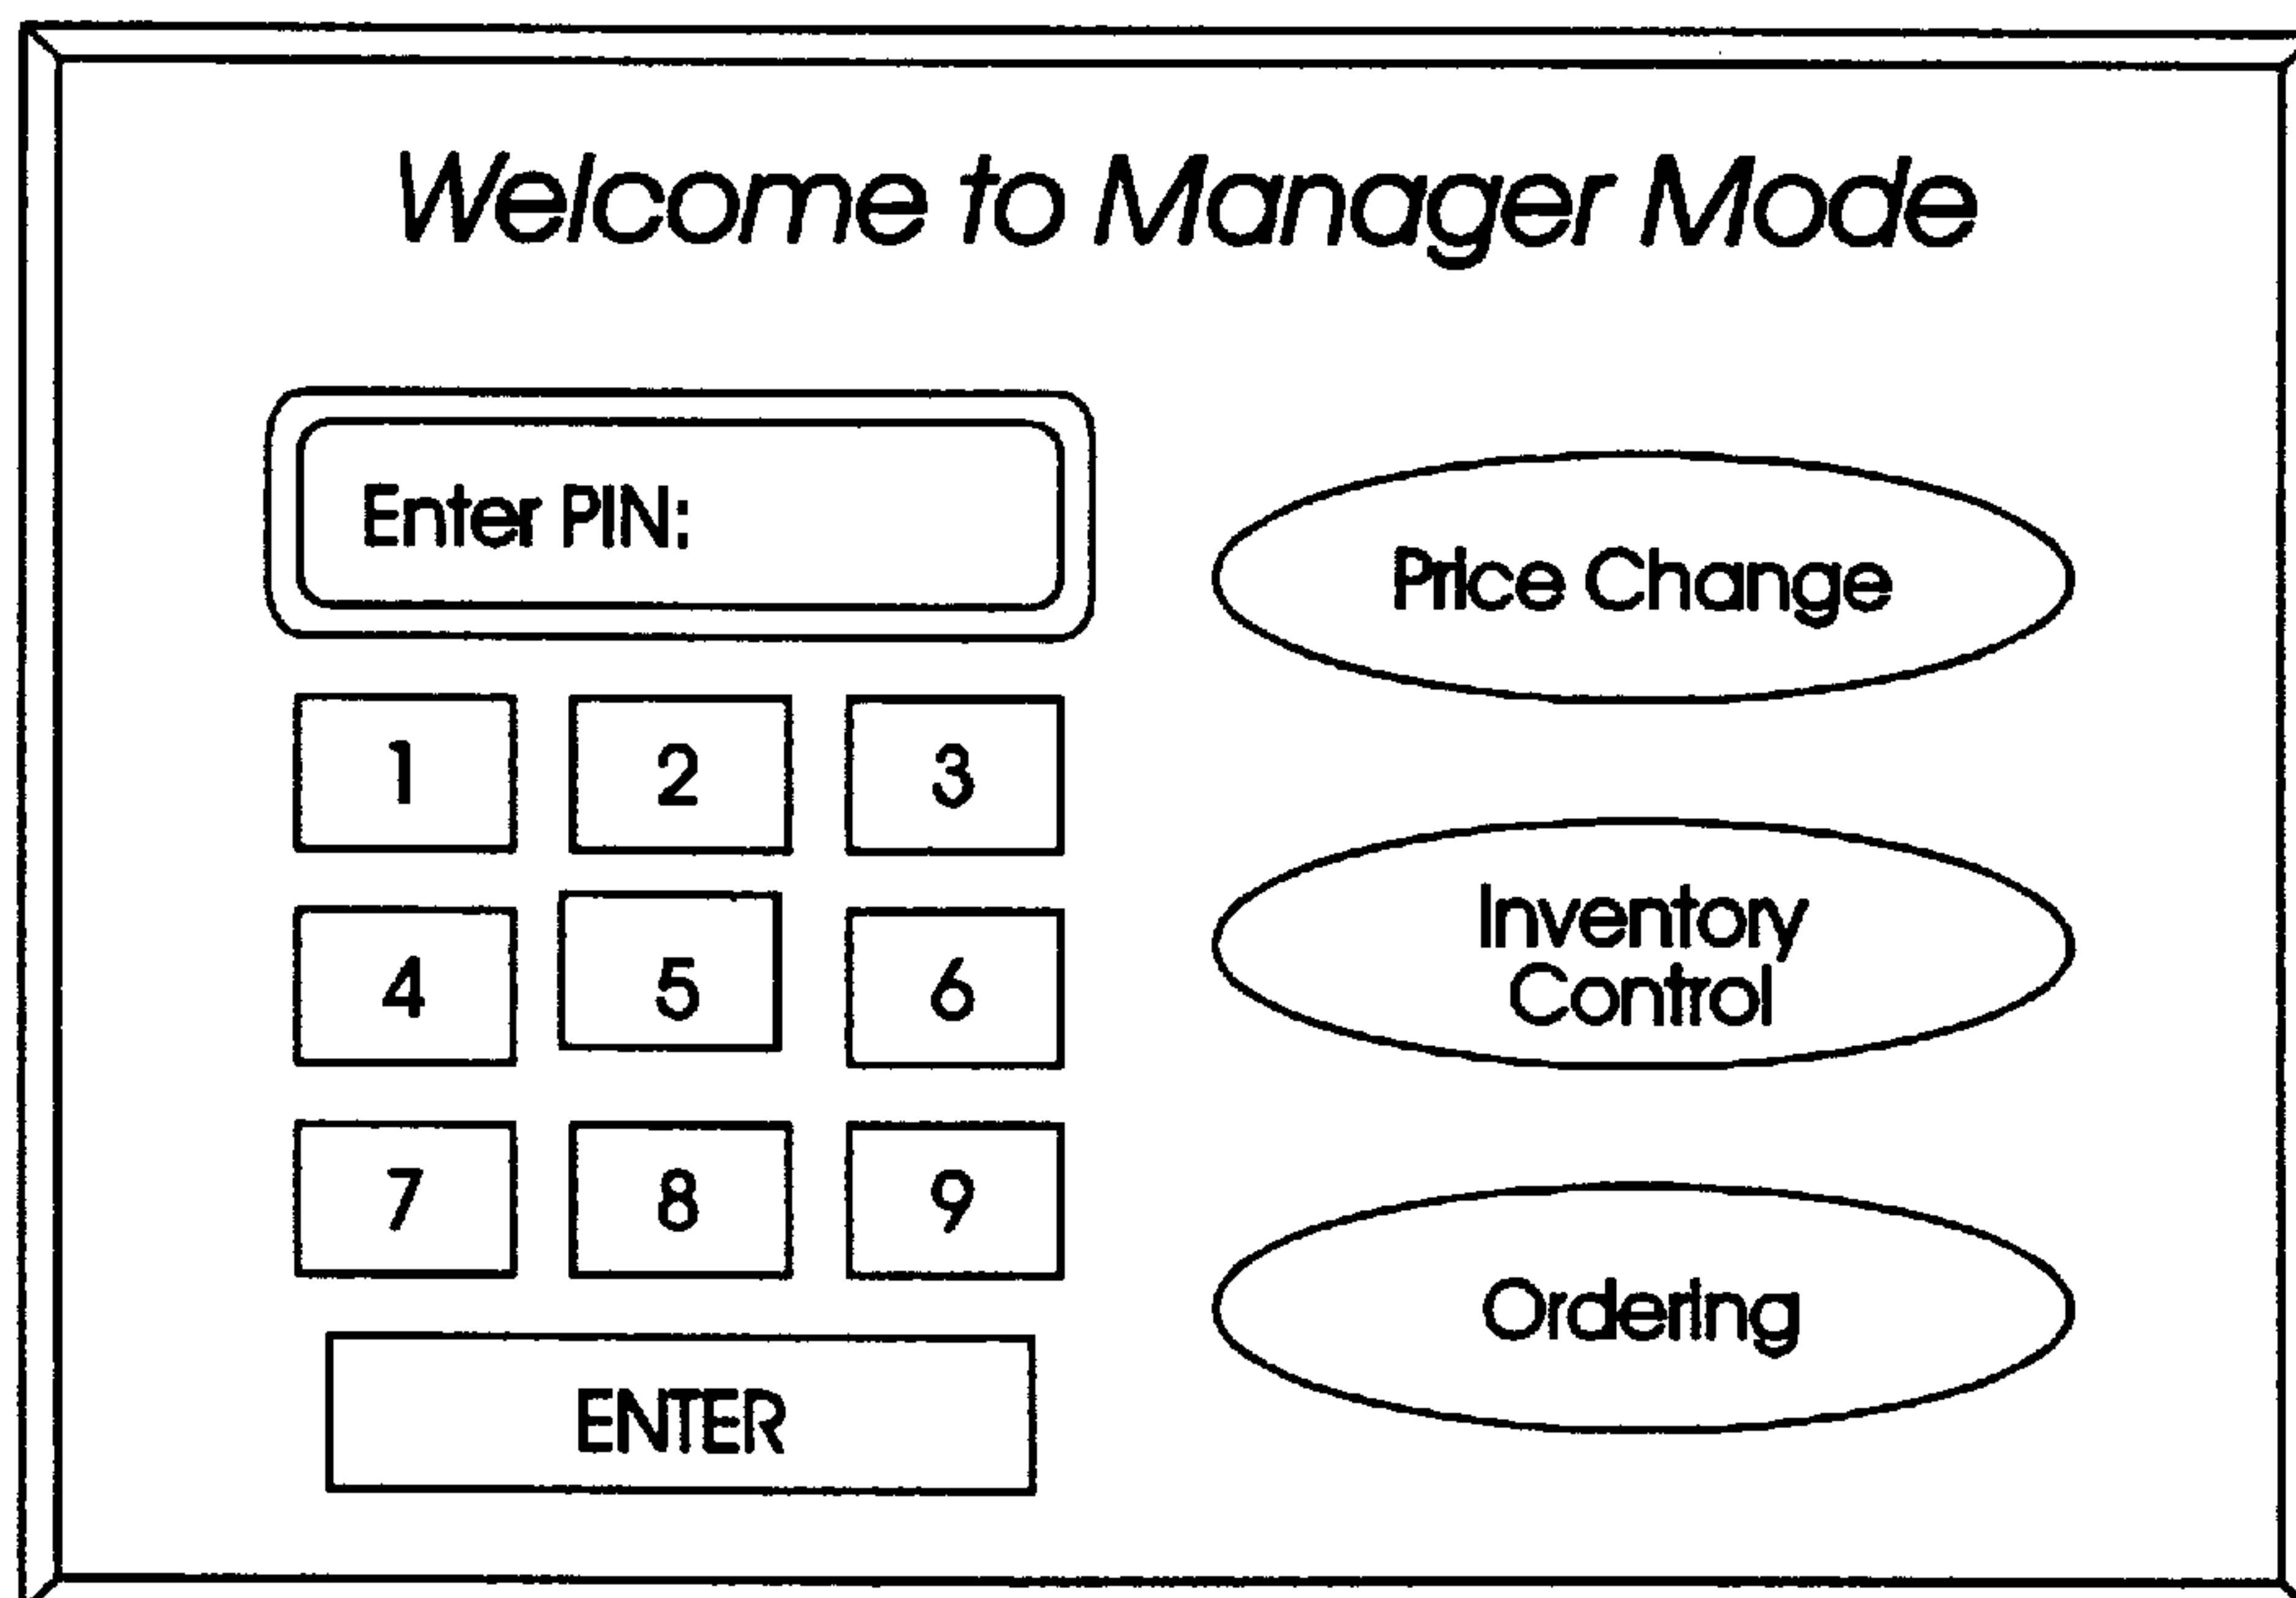 Welcome to Manager Mode
Enter PIN:
1 2 3
4 5 6
7 8 9
ENTER
Price Change
Inventory
Control
Ordering